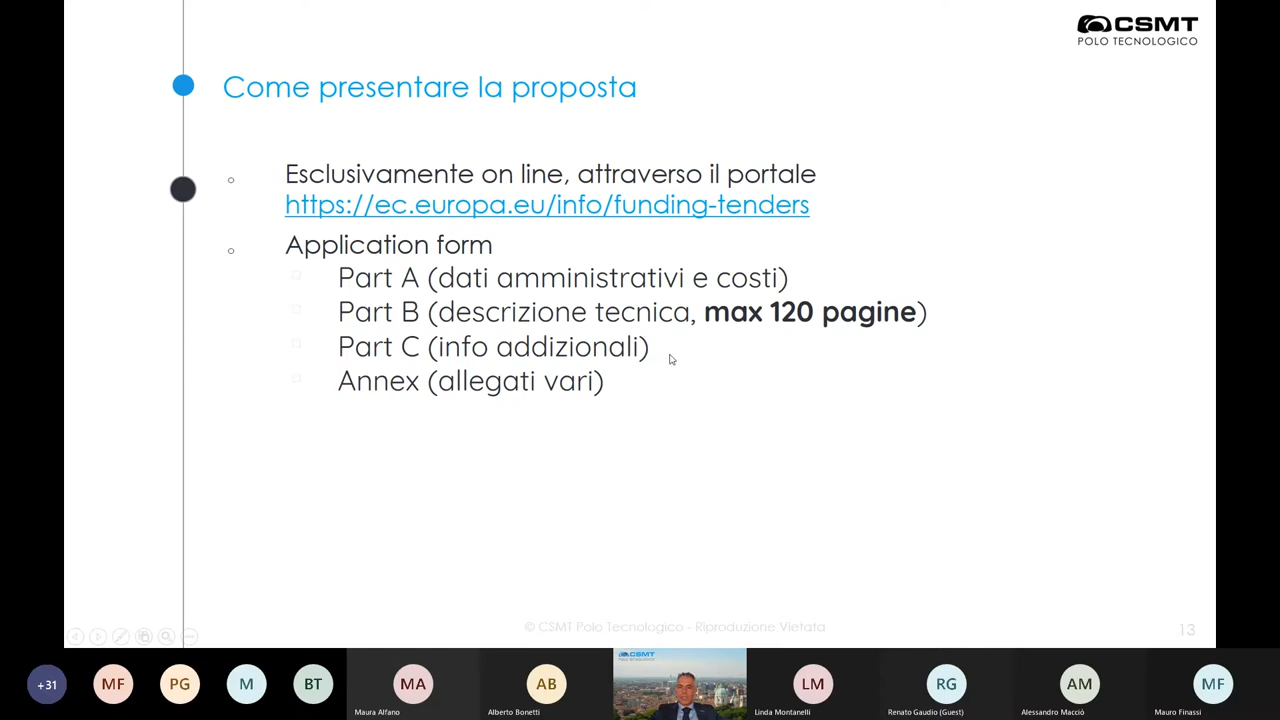 CSMT
POLO TECNOLOGICO
Come presentare la proposta
Esclusivamente on line, attraverso il portale
https://ec.europa.eu/info/funding-tenders
Application form
Part A (dati amministrativi e costi)
Part B (descrizione tecnica, max 120 pagine)
Part C (info addizionali)
Annex (allegati vari)
© CSMT Polo Tecnologico - Riproduzione Vietata
13
+31
MF
PG
M
BT
MA
Maura Alfano
AB
Alberto Bonetti
CSMT
POLO TECNOLOGICO
LM
Linda Montanelli
RG
Renato Gaudio (Guest)
AM
Alessandro Macciò
MF
Mauro Finassi